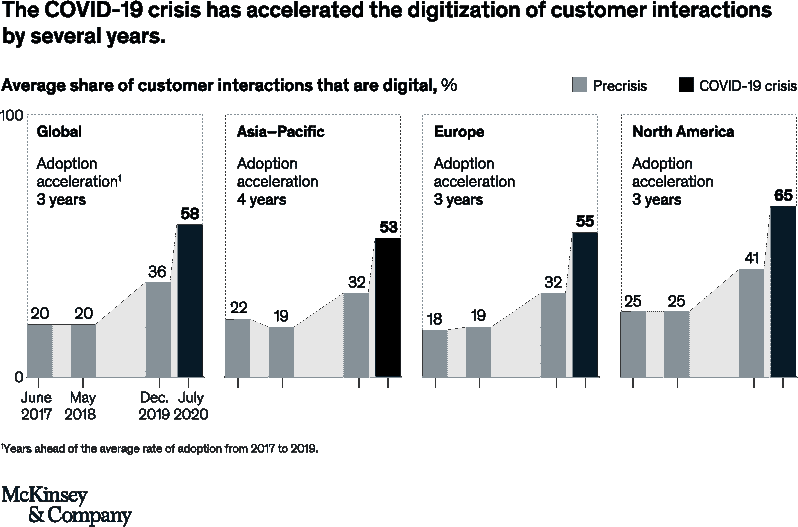 The COVID-19 crisis has accelerated the digitization of customer interactions
by several years.
Average share of customer interactions that are digital, %
Precrisis
COVID-19 crisis
100
0
Global
Adoption
acceleration¹
3 years
20
20
36
58
June
2017
May
2018
Dec.
2019
July
2020
Asia–Pacific
Adoption
acceleration
4 years
22
19
32
53
Europe
Adoption
acceleration
3 years
18
19
32
55
North America
Adoption
acceleration
3 years
25
25
41
65
¹Years ahead of the average rate of adoption from 2017 to 2019.
McKinsey
& Company